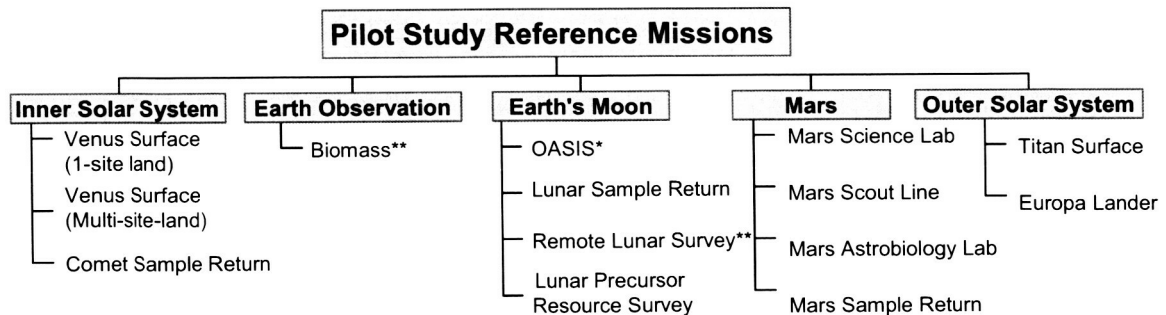 Pilot Study Reference Missions
Inner Solar System
Venus Surface
(1-site land)
Venus Surface
(Multi-site-land)
Comet Sample Return
Earth Observation
Biomass**
Earth's Moon
OASIS*
Lunar Sample Return
Remote Lunar Survey**
Lunar Precursor
Resource Survey
Mars
Mars Science Lab
Mars Scout Line
Mars Astrobiology Lab
Mars Sample Return
Outer Solar System
Titan Surface
Europa Lander